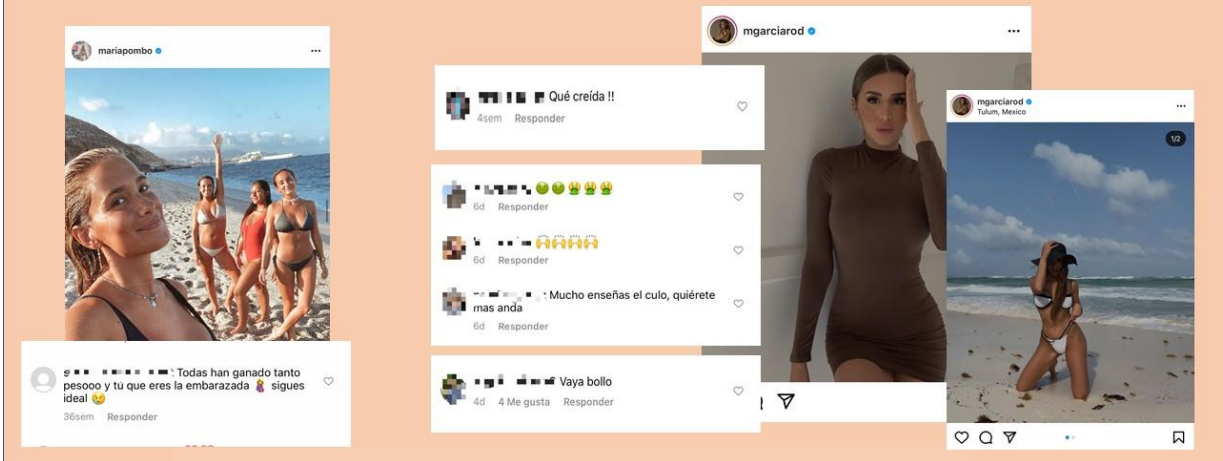 mariapombo
Todas han ganado tanto
pesooo y tú que eres la embarazada 🤰 sigues
ideal 😢
36sem Responder
Qué creída !!
4sem Responder
🤢🤢🤮🤮🤮
6d Responder
🙌🙌🙌🙌
6d Responder
: Mucho enseñas el culo, quiérete
mas anda
6d Responder
Vaya bollo
4d 4 Me gusta Responder
mgarciarod
mgarciarod
Tulum, Mexico
1/2